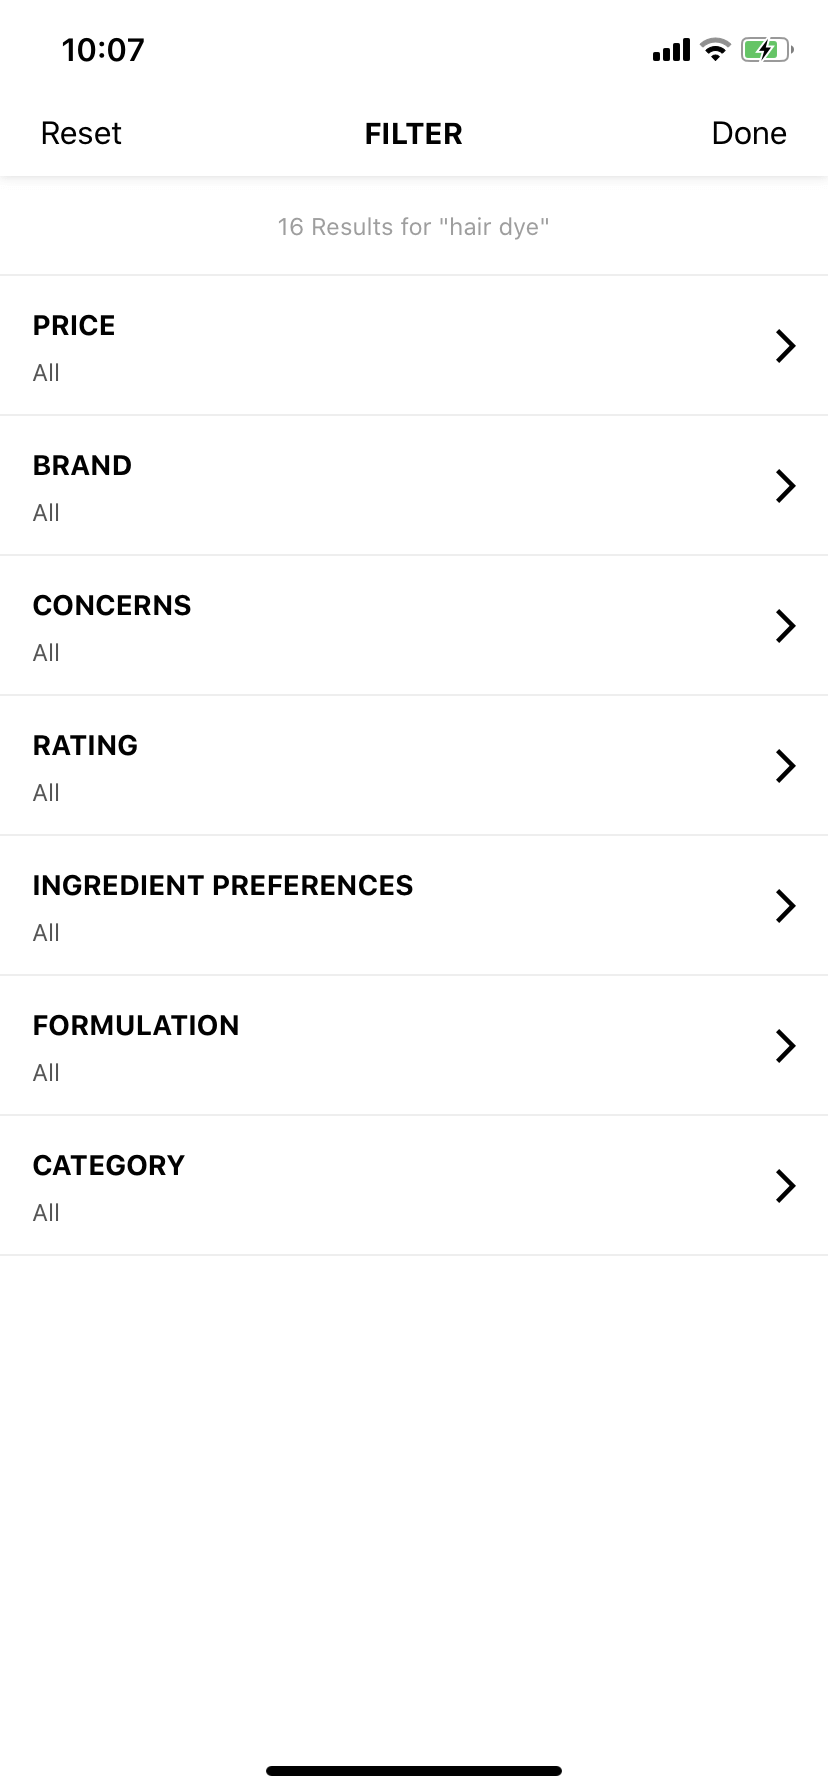 10:07
Reset FILTER Done
16 Results for "hair dye"
PRICE
All
BRAND
All
CONCERNS
All
RATING
All
INGREDIENT PREFERENCES
All
FORMULATION
All
CATEGORY
All